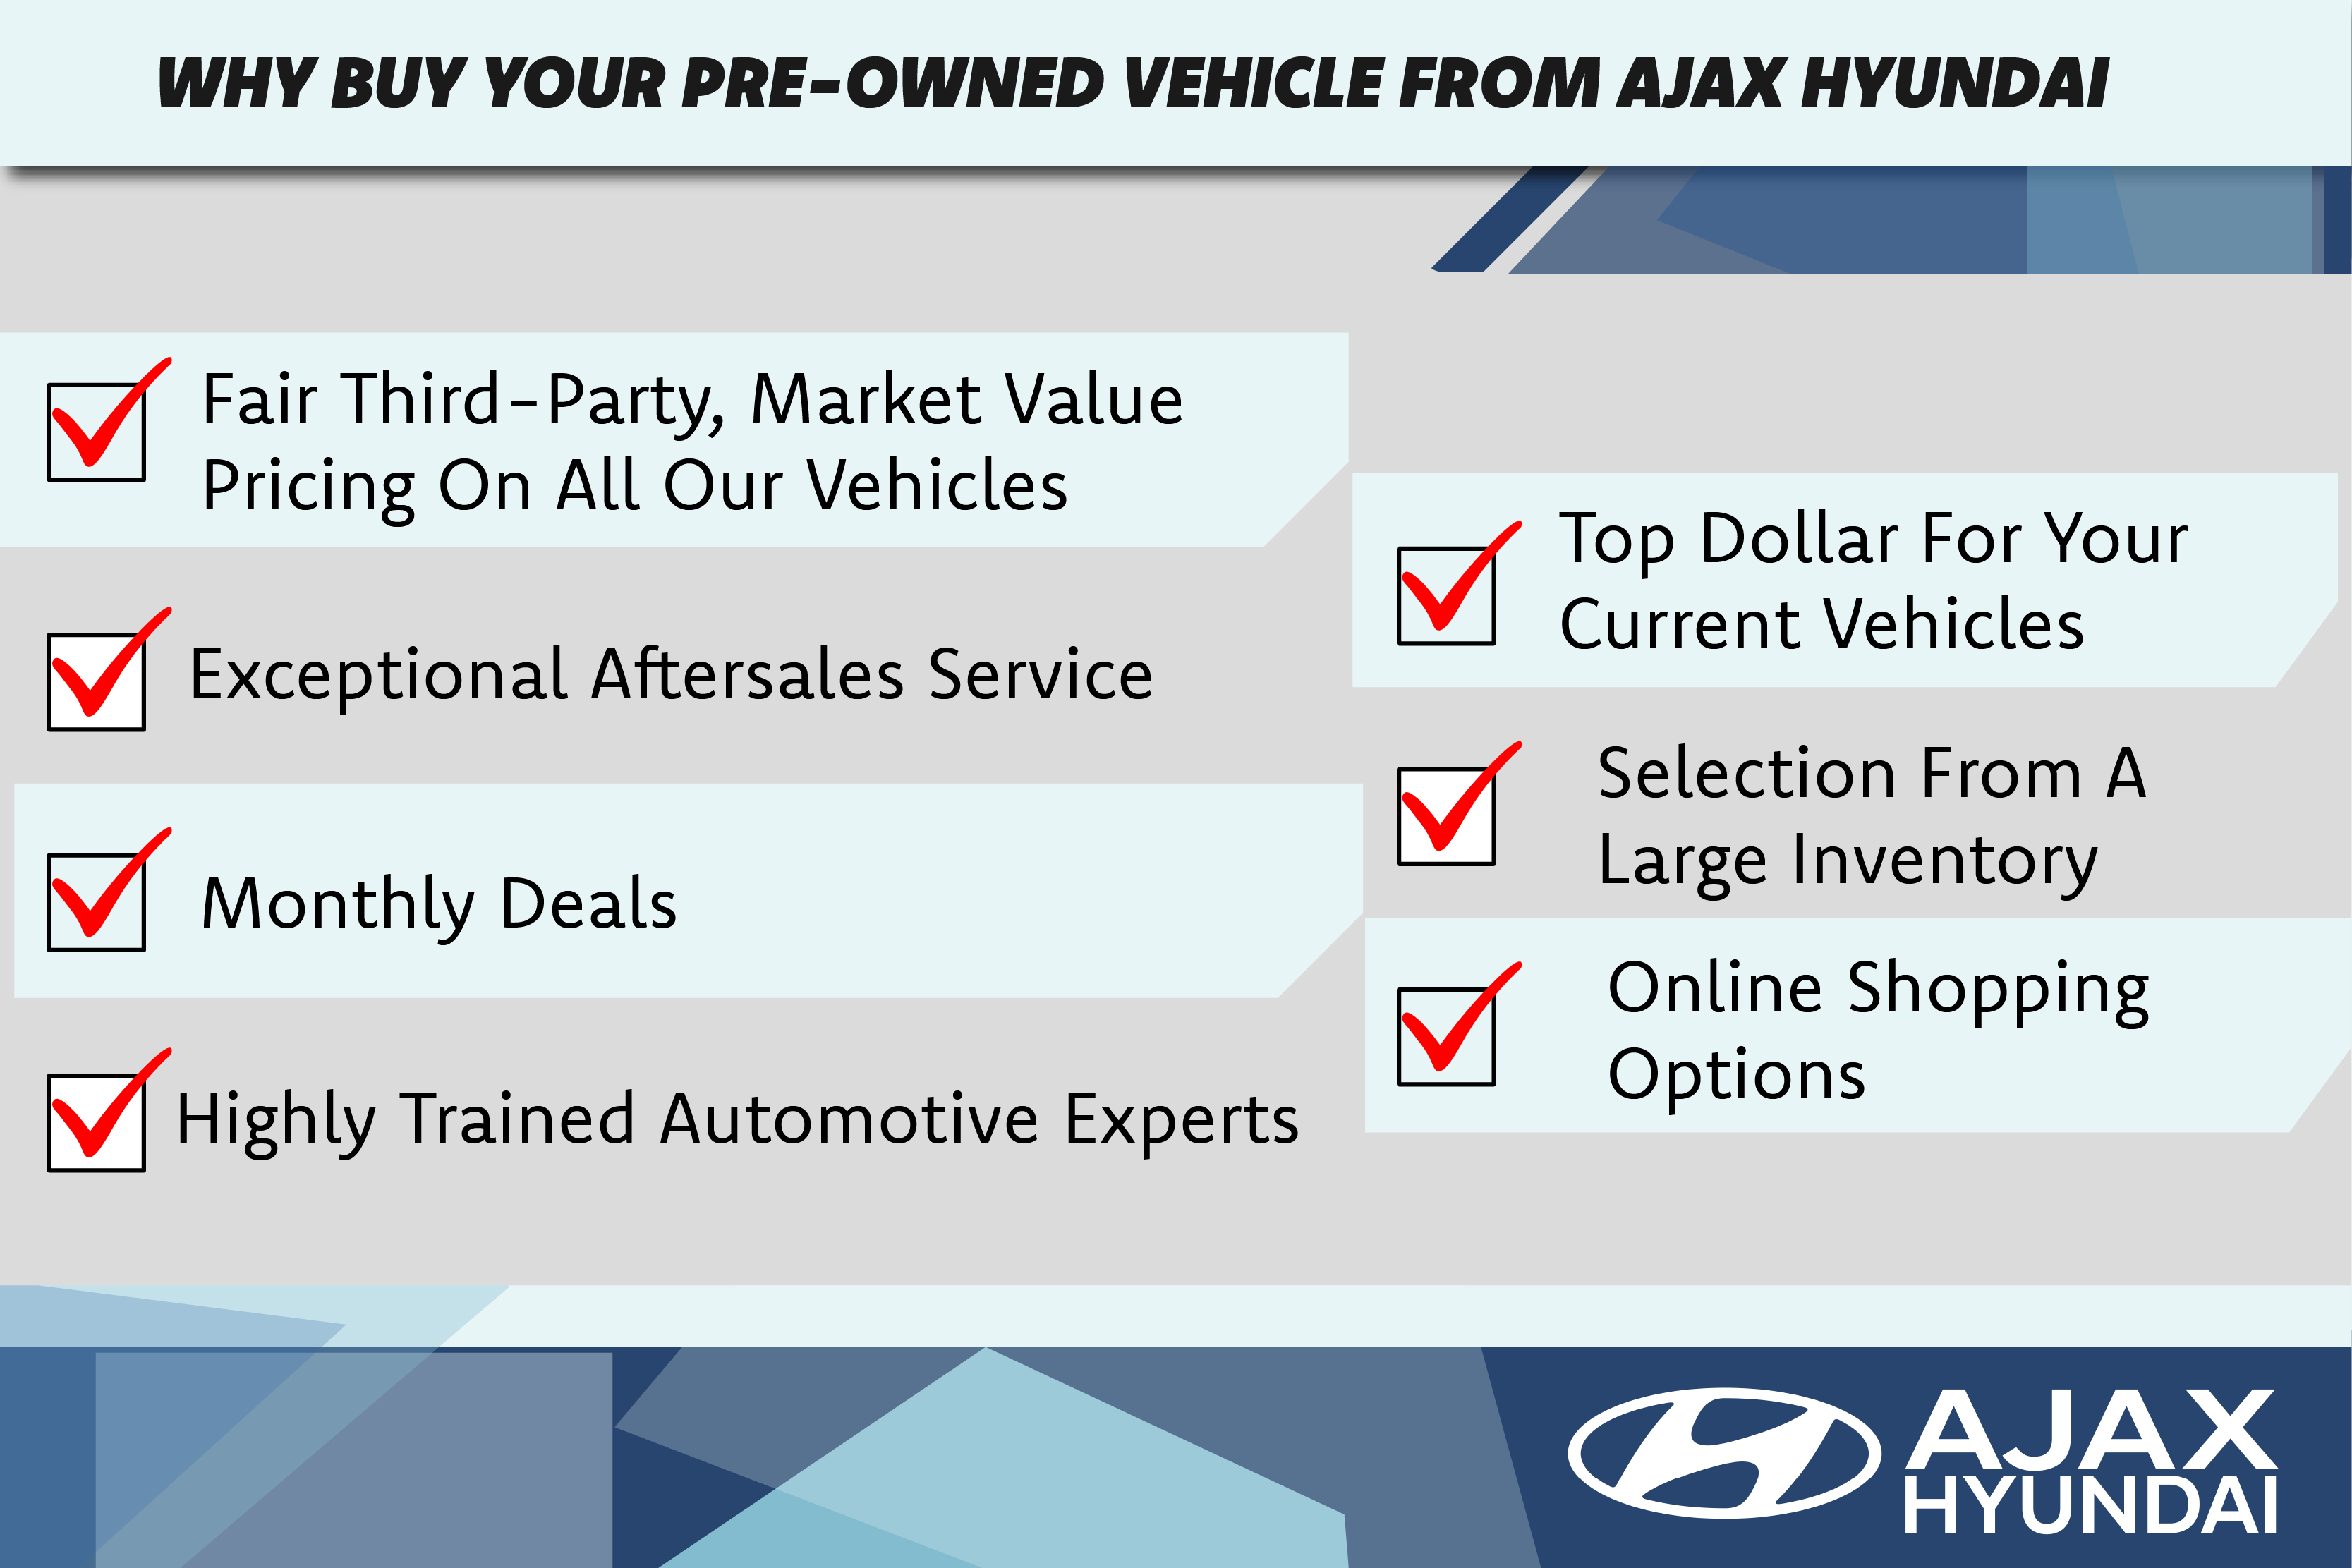 WHY BUY YOUR PRE-OWNED VEHICLE FROM AJAX HYUNDAI
Fair Third-Party, Market Value
Pricing On All Our Vehicles
Exceptional Aftersales Service
Monthly Deals
Highly Trained Automotive Experts
Top Dollar For Your
Current Vehicles
Selection From A
Large Inventory
Online Shopping
Options
AJAX
HYUNDAI